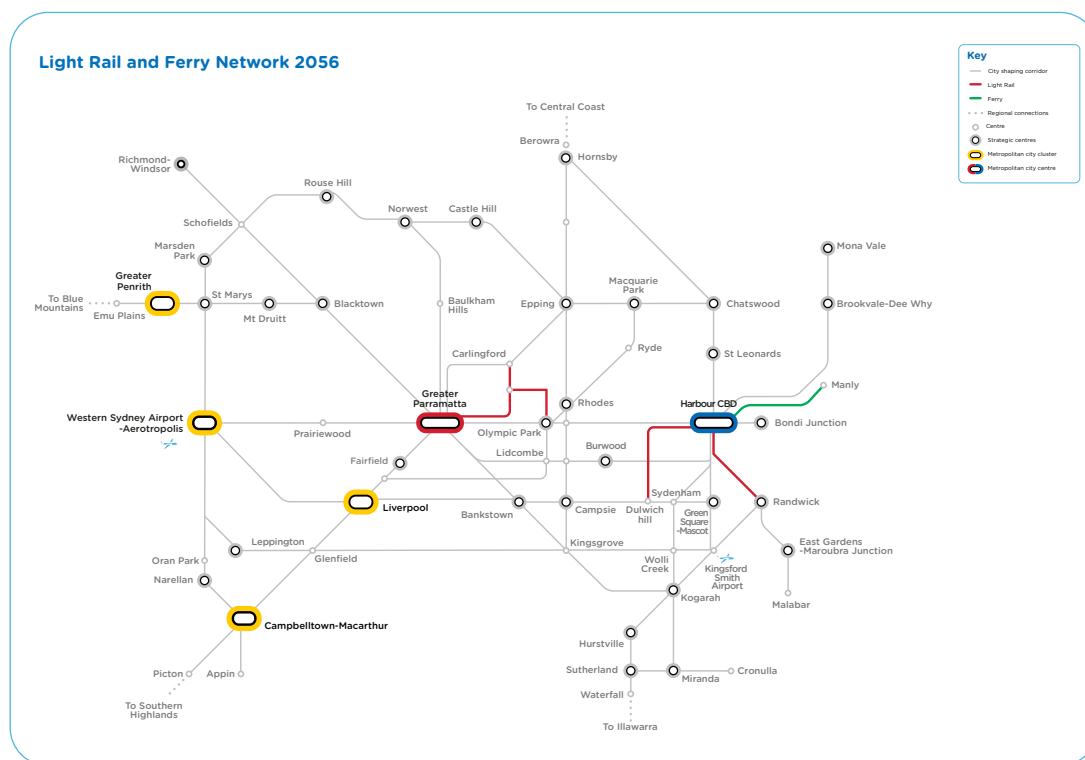 Light Rail and Ferry Network 2056
Key
City shaping corridor
Light Rail
Ferry
Regional connections
Centre
Strategic centres
Metropolitan city cluster
Metropolitan city centre
To Central Coast
Berowra
Hornsby
Richmond-
Windsor
Rouse Hill
Norwest
Castle Hill
Schofields
Marsden
Park
Mona Vale
Greater
Penrith
Macquarie
Park
To Blue
Mountains
Emu Plains
St Marys
Mt Druitt
Blacktown
Baulkham
Hills
Epping
Chatswood
Brookvale-Dee Why
Carlingford
Ryde
St Leonards
Manly
Greater
Parramatta
Rhodes
Harbour CBD
Western Sydney Airport
-Aerotropolis
Prairiewood
Olympic Park
Bondi Junction
Lidcombe
Burwood
Fairfield
Liverpool
Bankstown
Campsie
Dulwich
hill
Sydenham
Green
Square
-Mascot
Randwick
Leppington
Glenfield
Kingsgrove
Wolli
Creek
Kingsford
Smith
Airport
East Gardens
-Maroubra Junction
Oran Park
Narellan
Kogarah
Malabar
Campbelltown-Macarthur
Hurstville
Picton
Appin
Sutherland
Miranda
Cronulla
Waterfall
To Southern
Highlands
To Illawarra